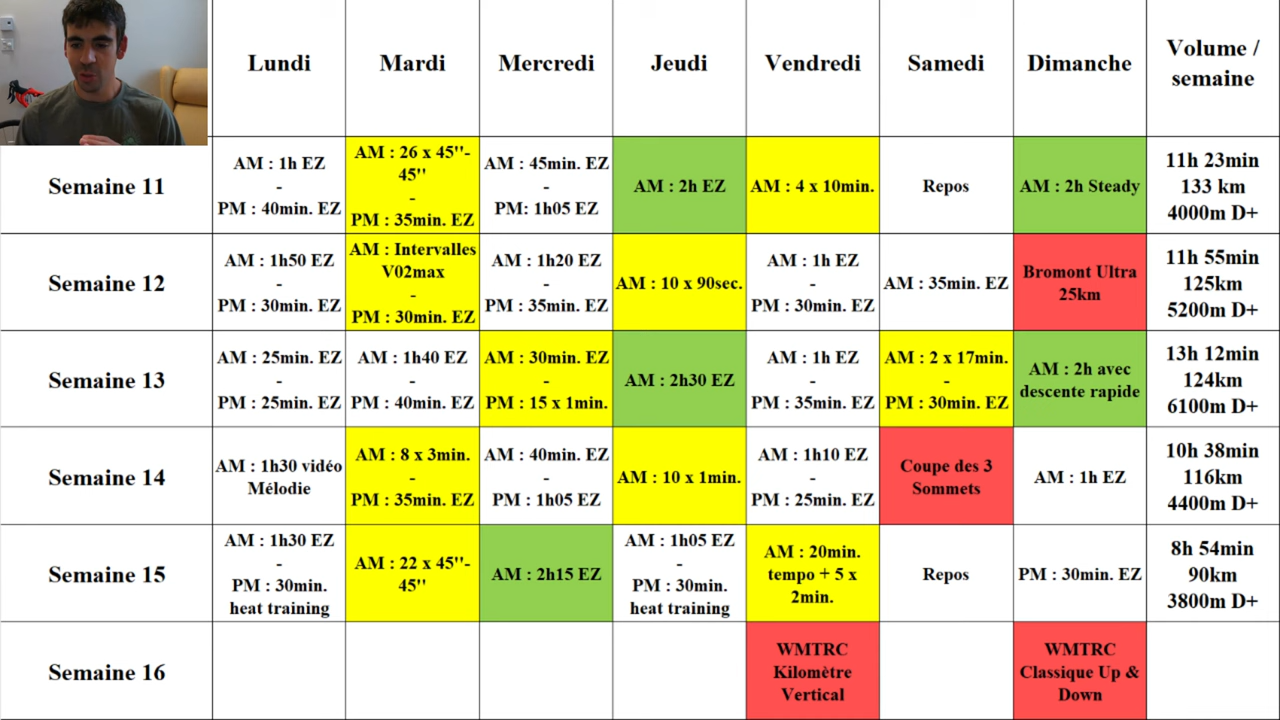 Lundi
Mardi
Mercredi
Jeudi
Vendredi
Samedi
Dimanche
Volume /
semaine
Semaine 11
AM : 1h EZ
-
PM : 40min. EZ
AM : 26 x 45''-
45''
-
PM : 35min. EZ
AM : 45min. EZ
-
PM: 1h05 EZ
AM : 2h EZ
AM : 4 x 10min.
Repos
AM : 2h Steady
11h 23min
133 km
4000m D+
Semaine 12
AM : 1h50 EZ
-
PM : 30min. EZ
AM : Intervalles
V02max
-
PM : 30min. EZ
AM : 1h20 EZ
-
PM : 35min. EZ
AM : 10 x 90sec.
AM : 1h EZ
-
PM : 30min. EZ
AM : 35min. EZ
Bromont Ultra
25km
11h 55min
125km
5200m D+
Semaine 13
AM : 25min. EZ
-
PM : 25min. EZ
AM : 1h40 EZ
-
PM : 40min. EZ
AM : 30min. EZ
-
PM : 15 x 1min.
AM : 2h30 EZ
AM : 1h EZ
-
PM : 35min. EZ
AM : 2 x 17min.
-
PM : 30min. EZ
AM : 2h avec
descente rapide
13h 12min
124km
6100m D+
Semaine 14
AM : 1h30 vidéo
Mélodie
AM : 8 x 3min.
-
PM : 35min. EZ
AM : 40min. EZ
-
PM : 1h05 EZ
AM : 10 x 1min.
AM : 1h10 EZ
-
PM : 25min. EZ
Coupe des 3
Sommets
AM : 1h EZ
10h 38min
116km
4400m D+
Semaine 15
AM : 1h30 EZ
-
PM : 30min.
heat training
AM : 22 x 45''-
45''
AM : 2h15 EZ
AM : 1h05 EZ
-
PM : 30min.
heat training
AM : 20min.
tempo + 5 x
2min.
Repos
PM : 30min. EZ
8h 54min
90km
3800m D+
Semaine 16
WMTRC
Kilomètre
Vertical
WMTRC
Classique Up &
Down